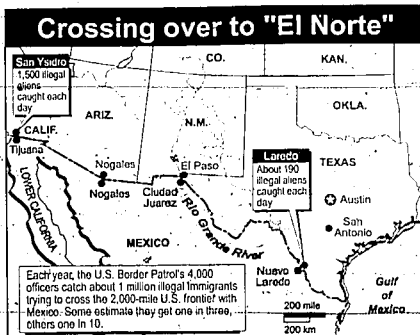 Crossing over to "El Norte"
San Ysidro
1,500 illegal
aliens
caught each
day
CO.
KAN.
OKLA.
ARIZ.
N.M.
CALIF.
Tijuana
Nogales
Nogales
El Paso
Ciudad
Juarez
Laredo
About 190
illegal aliens
caught each
day
TEXAS
Austin
San
Antonio
LOWER CALIFORNIA
MEXICO
Rio Grande River
Nuevo
Laredo
Gulf
of
Mexico
200 mile
200 km
Each year, the U.S. Border Patrol's 4,000
officers catch about 1 million illegal immigrants
trying to cross the 2,000-mile U.S. frontier with
Mexico. Some estimate they get one in three,
others one in 10.